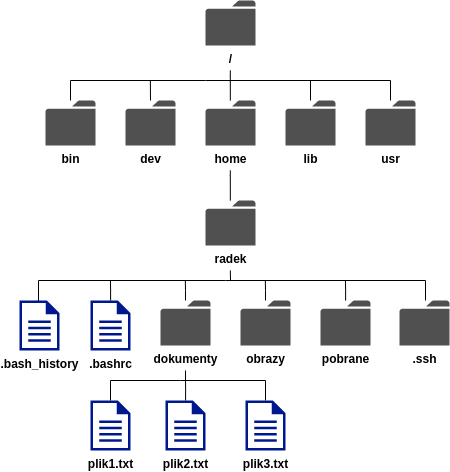 /
bin dev home lib usr
radek
.bash_history .bashrc dokumenty obrazy pobrane .ssh
plik1.txt plik2.txt plik3.txt